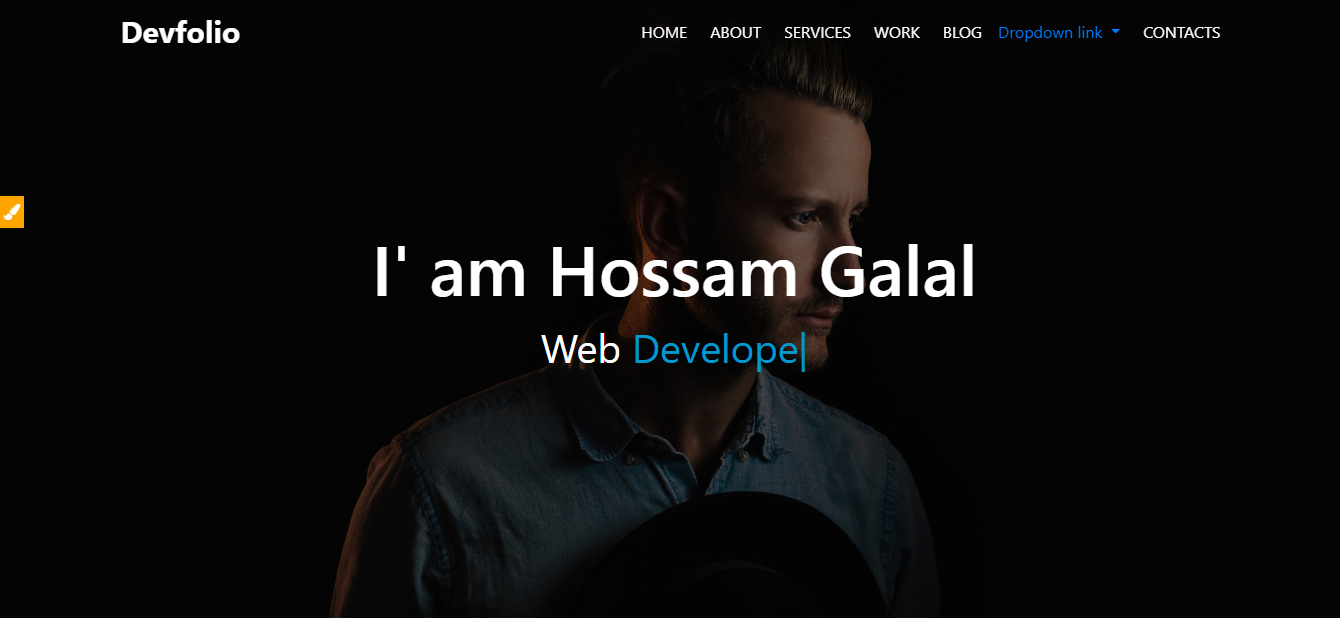 Devfolio HOME ABOUT SERVICES WORK BLOG Dropdown link CONTACTS
I' am Hossam Galal
Web Develope|